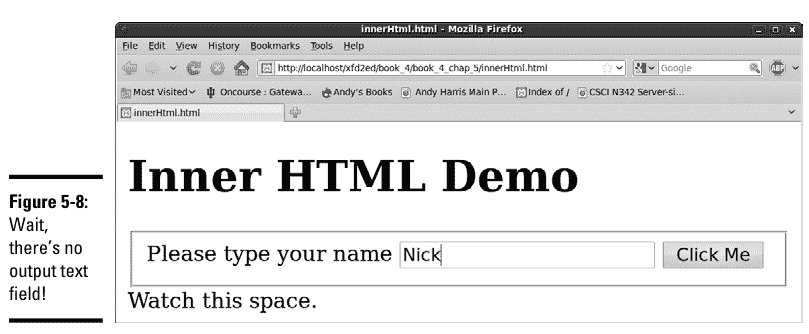 innerHtml.html - Mozilla Firefox
File Edit View History Bookmarks Tools Help
http://localhost/xfd2ed/book_4/book_4_chap_5/innerHtml.html Google ABP
Most Visited Oncourse : Gatewa... Andy's Books Andy Harris Main P... Index of / CSCI N342 Server-si...
innerHtml.html
Inner HTML Demo
Please type your name Nick Click Me
Watch this space.
Figure 5-8:
Wait,
there's no
output text
field!